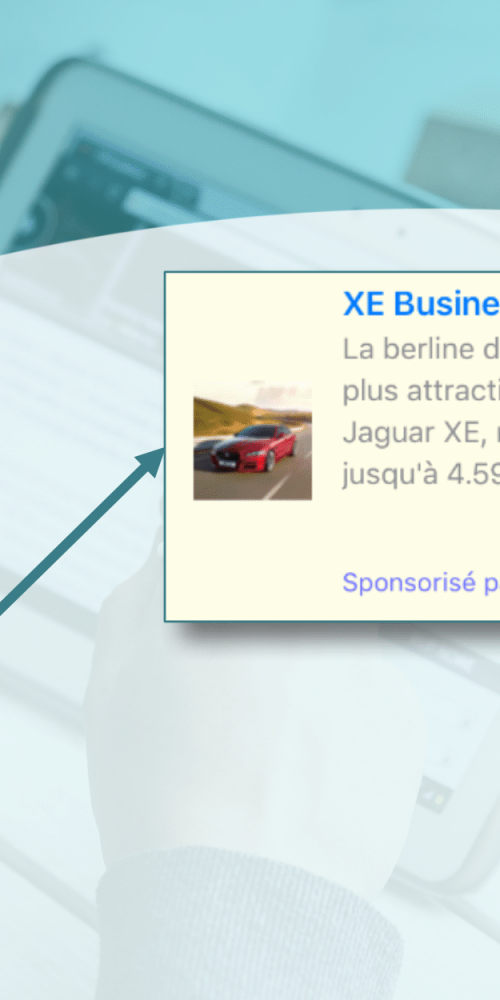 XE Busine
La berline d
plus attracti
Jaguar XE, 
jusqu'à 4.59
Sponsorisé p